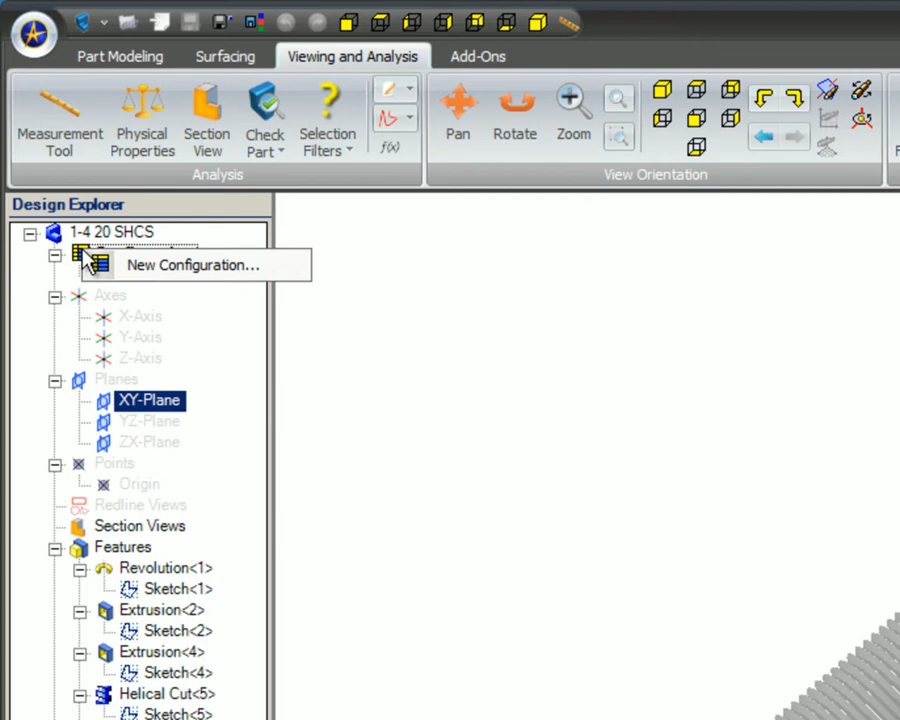 Part Modeling Surfacing Viewing and Analysis Add-Ons
Measurement Tool
Physical Properties
Section View
Check Part
Selection Filters
f(x)
Pan
Rotate
Zoom
Analysis
View Orientation
Design Explorer
1-4 20 SHCS
New Configuration...
Axes
X-Axis
Y-Axis
Z-Axis
Planes
XY-Plane
YZ-Plane
ZX-Plane
Points
Origin
Redline Views
Section Views
Features
Revolution<1>
Sketch<1>
Extrusion<2>
Sketch<2>
Extrusion<4>
Sketch<4>
Helical Cut<5>
Sketch<5>